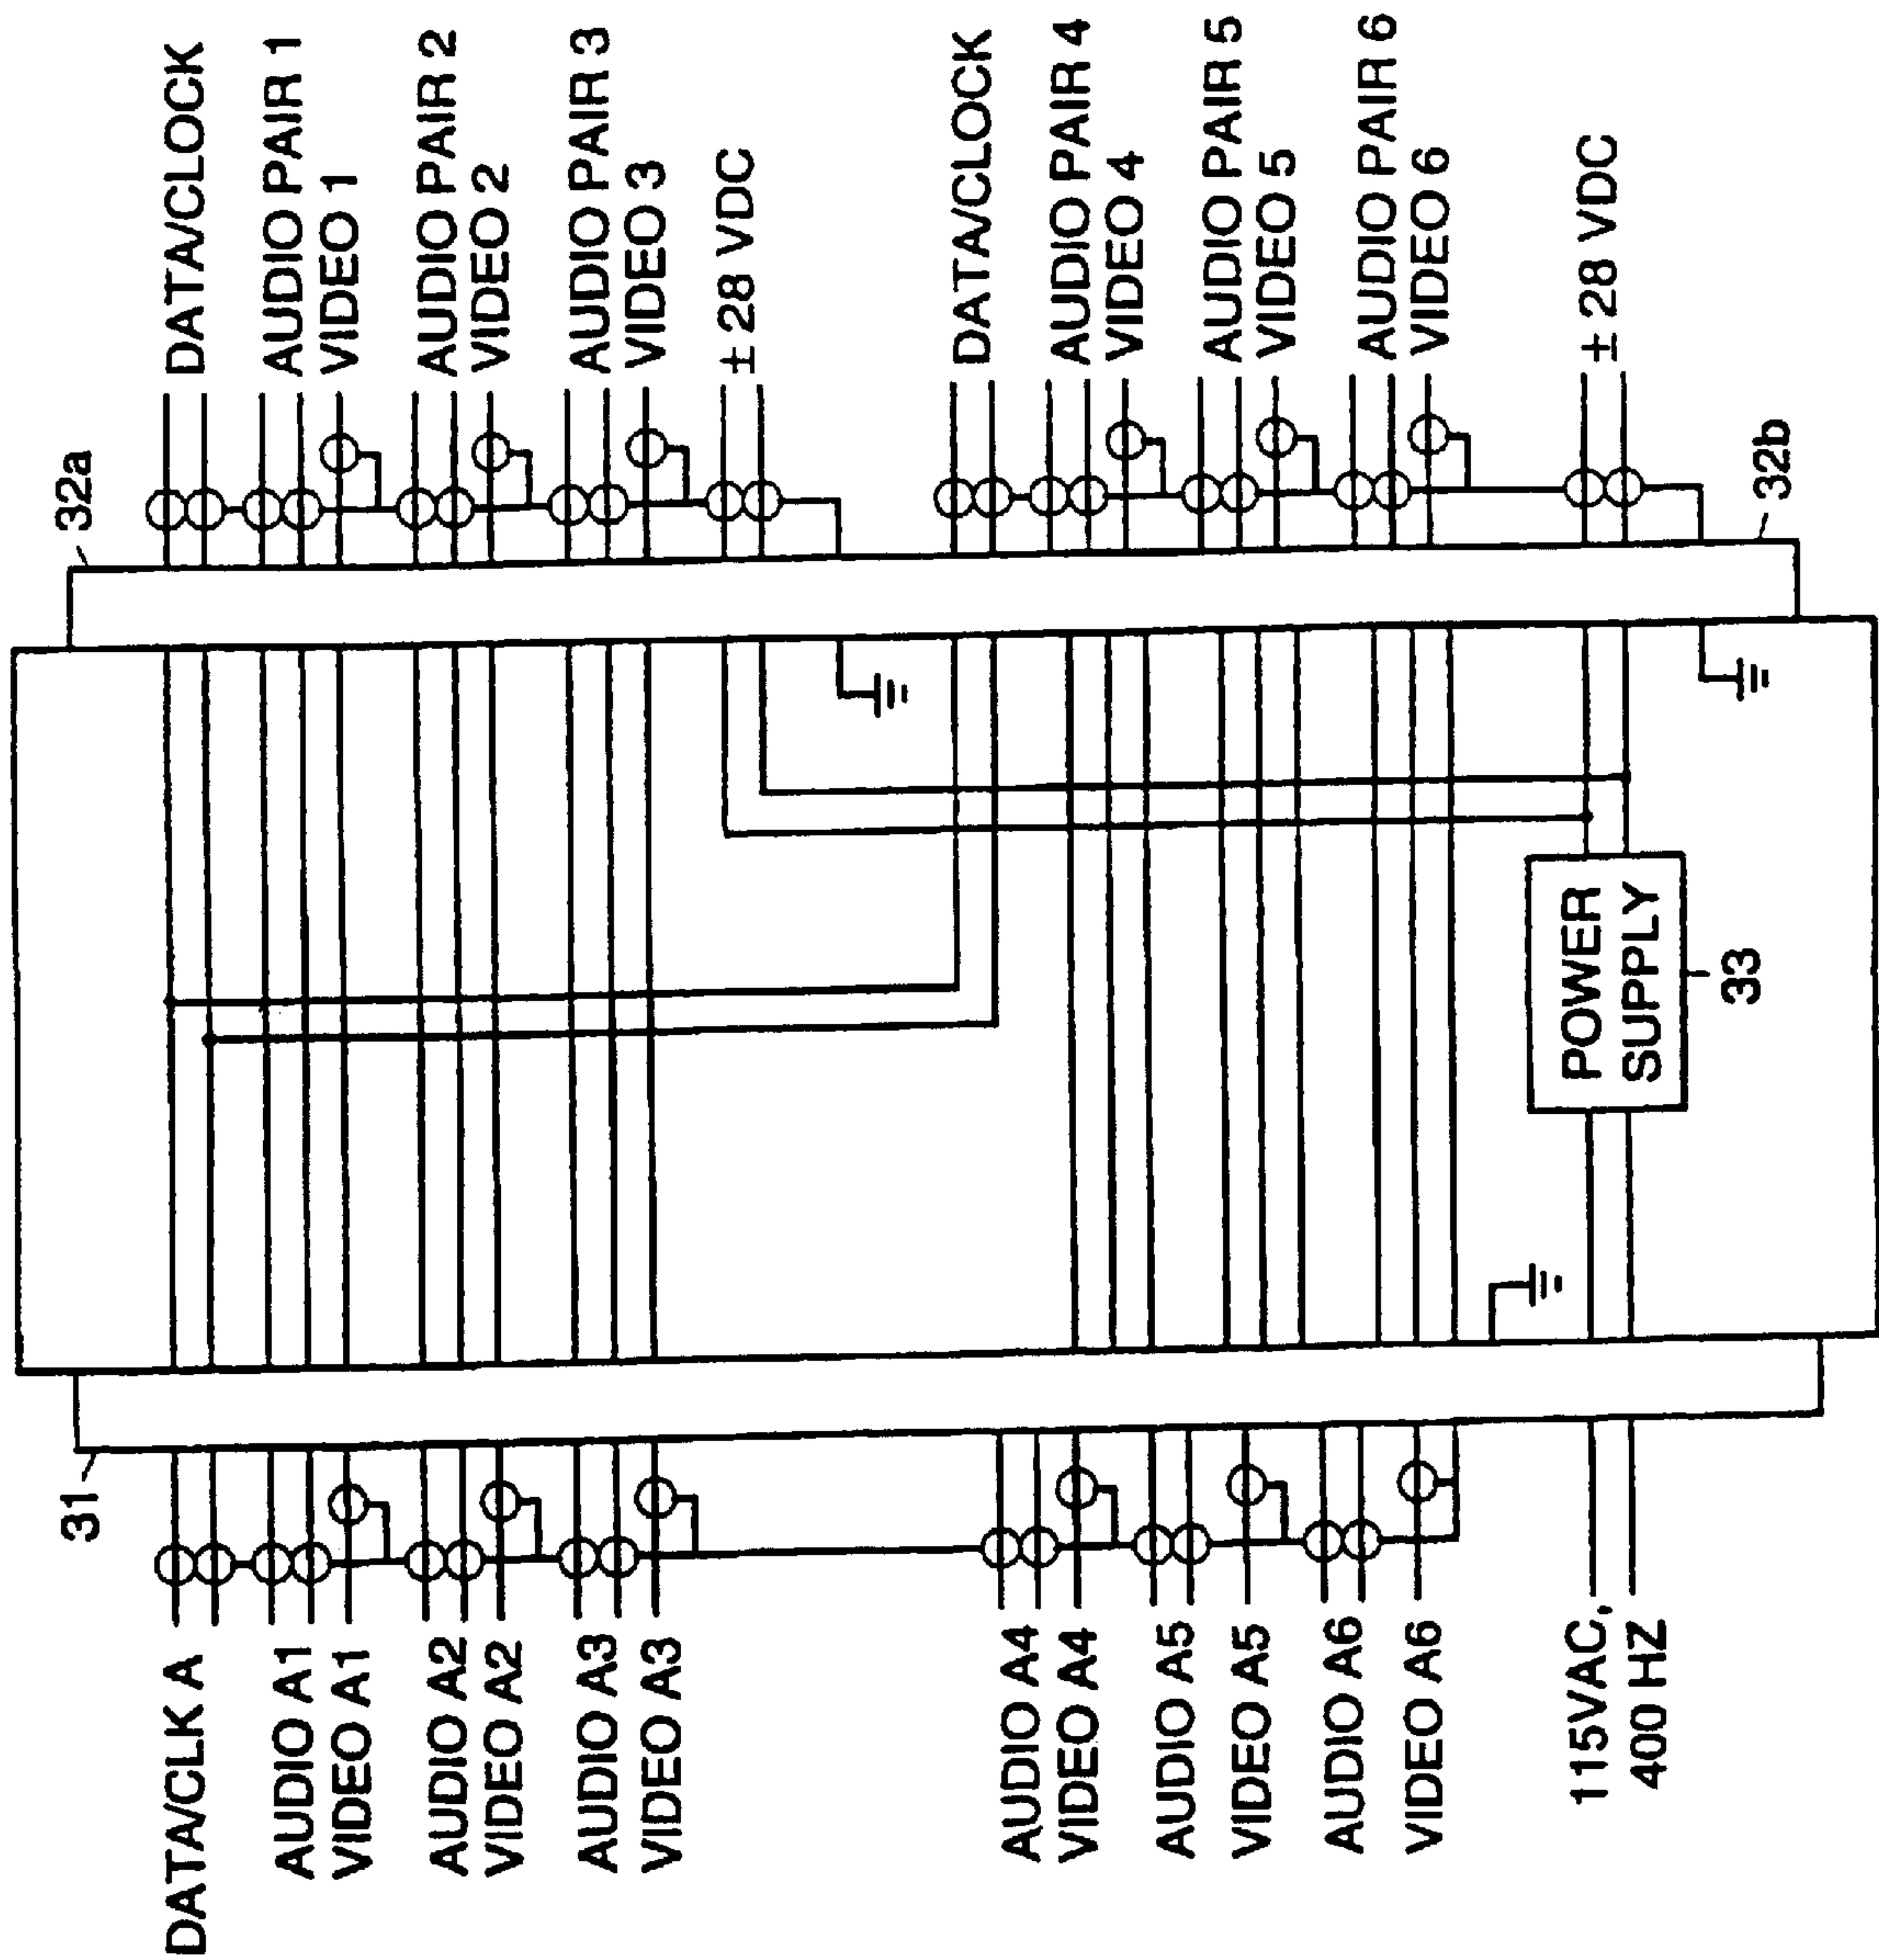 31
DATA/CLK A
AUDIO A1
VIDEO A1
AUDIO A2
VIDEO A2
AUDIO A3
VIDEO A3
AUDIO A4
VIDEO A4
AUDIO A5
VIDEO A5
AUDIO A6
VIDEO A6
115VAC,
400 HZ
POWER
SUPPLY
33
32a
DATA/CLOCK
AUDIO PAIR 1
VIDEO 1
AUDIO PAIR 2
VIDEO 2
AUDIO PAIR 3
VIDEO 3
± 28 VDC
DATA/CLOCK
AUDIO PAIR 4
VIDEO 4
AUDIO PAIR 5
VIDEO 5
AUDIO PAIR 6
VIDEO 6
± 28 VDC
32b